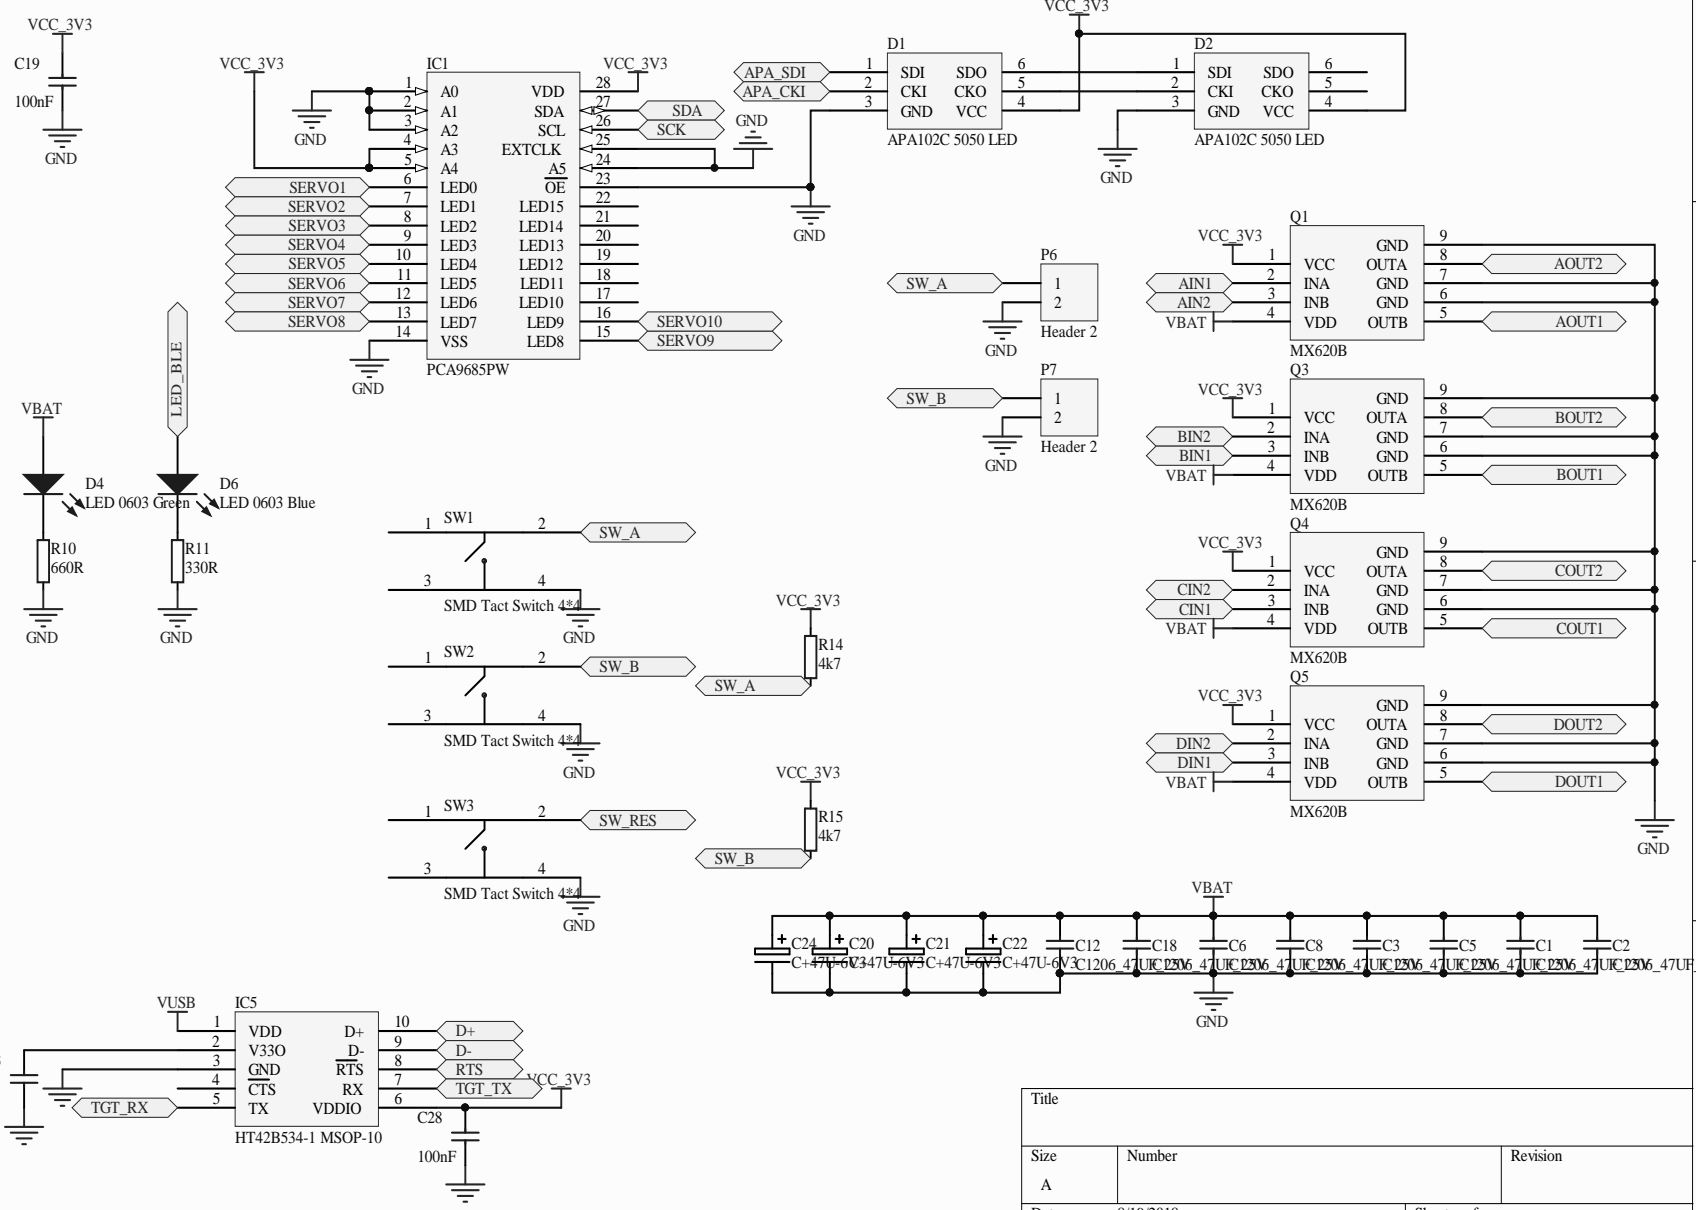 VCC_3V3
C19
100nF
GND
VCC_3V3
IC1
VCC_3V3
1 A0 VDD 28
2 A1 SDA 27 SDA
3 A2 SCL 26 SCK
4 A3 EXTCLK 25
5 A4 A5 24
SERVO1 6 LED0 OE 23
SERVO2 7 LED1 LED15 22
SERVO3 8 LED2 LED14 21
SERVO4 9 LED3 LED13 20
SERVO5 10 LED4 LED12 19
SERVO6 11 LED5 LED11 18
SERVO7 12 LED6 LED10 17
SERVO8 13 LED7 LED9 16 SERVO10
14 VSS LED8 15 SERVO9
PCA9685PW
GND
GND
GND
GND
VCC_3V3
D1
APA_SDI 1 SDI SDO 6
APA_CKI 2 CKI CKO 5
3 GND VCC 4
APA102C 5050 LED
D2
1 SDI SDO 6
2 CKI CKO 5
3 GND VCC 4
APA102C 5050 LED
GND
LED_BLE
VBAT
D4
LED 0603 Green
R10
660R
GND
D6
LED 0603 Blue
R11
330R
GND
P6
SW_A 1
2
Header 2
GND
P7
SW_B 1
2
Header 2
GND
Q1
VCC_3V3
GND 9
1 VCC OUTA 8 AOUT2
AIN1 2 INA GND 7
AIN2 3 INB GND 6
VBAT 4 VDD OUTB 5 AOUT1
MX620B
Q3
VCC_3V3
GND 9
1 VCC OUTA 8 BOUT2
BIN2 2 INA GND 7
BIN1 3 INB GND 6
VBAT 4 VDD OUTB 5 BOUT1
MX620B
Q4
VCC_3V3
GND 9
1 VCC OUTA 8 COUT2
CIN2 2 INA GND 7
CIN1 3 INB GND 6
VBAT 4 VDD OUTB 5 COUT1
MX620B
Q5
VCC_3V3
GND 9
1 VCC OUTA 8 DOUT2
DIN2 2 INA GND 7
DIN1 3 INB GND 6
VBAT 4 VDD OUTB 5 DOUT1
MX620B
GND
1 SW1 2 SW_A
3 4
SMD Tact Switch 4*4
GND
1 SW2 2 SW_B
3 4
SMD Tact Switch 4*4
GND
1 SW3 2 SW_RES
3 4
SMD Tact Switch 4*4
GND
VCC_3V3
R14
4k7
SW_A
VCC_3V3
R15
4k7
SW_B
VBAT
C24 C20 C21 C22 C12 C18 C6 C8 C3 C5 C1 C2
C+47U-6V3 C+47U-6V3 C+47U-6V3
GND
VUSB
IC5
1 VDD D+ 10 D+
2 V33O D- 9 D-
3 GND RTS 8 RTS
4 CTS RX 7 TGT_TX
TGT_RX 5 TX VDDIO 6
HT42B534-1 MSOP-10
VCC_3V3
C28
100nF
Title
Size
A
Number
Revision